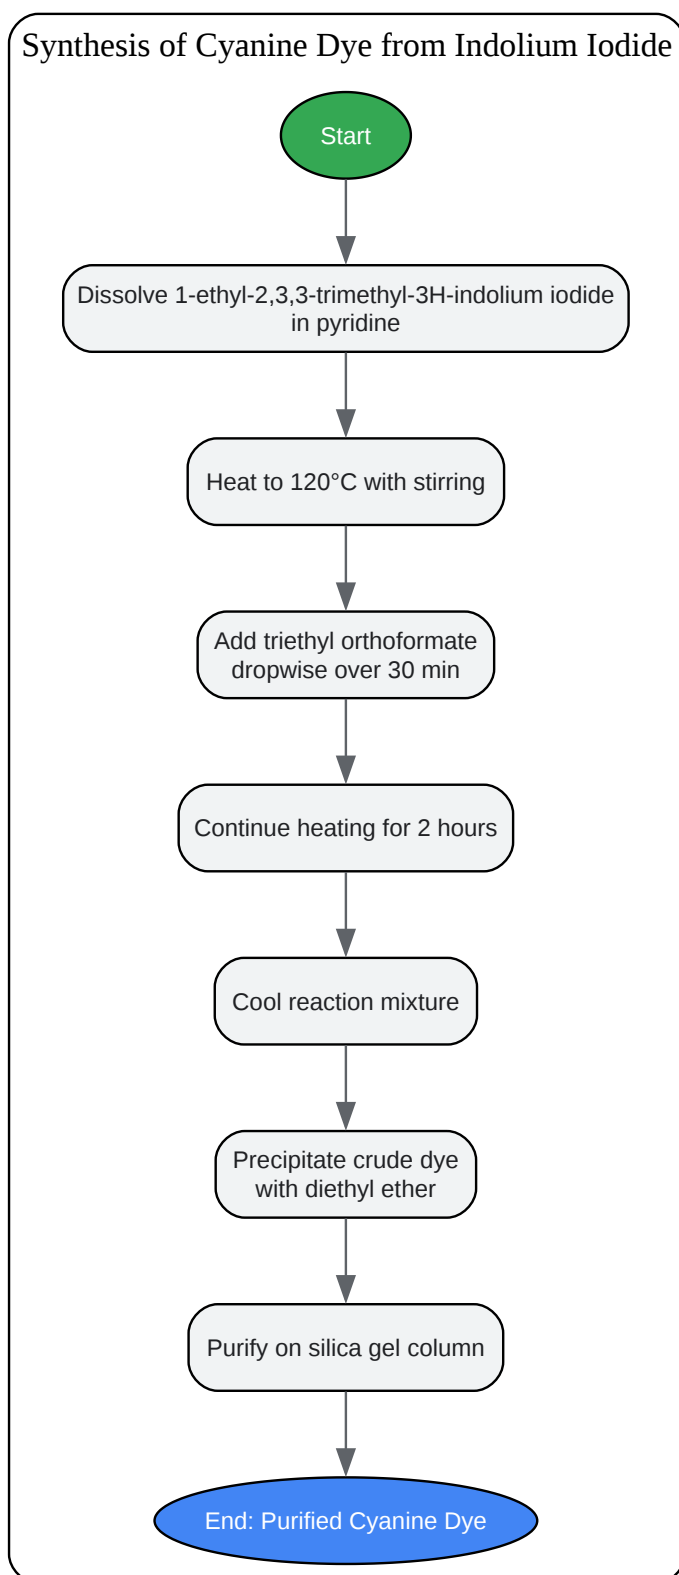 Synthesis of Cyanine Dye from Indolium Iodide
Start
Dissolve 1-ethyl-2,3,3-trimethyl-3H-indolium iodide
in pyridine
Heat to 120°C with stirring
Add triethyl orthoformate
dropwise over 30 min
Continue heating for 2 hours
Cool reaction mixture
Precipitate crude dye
with diethyl ether
Purify on silica gel column
End: Purified Cyanine Dye